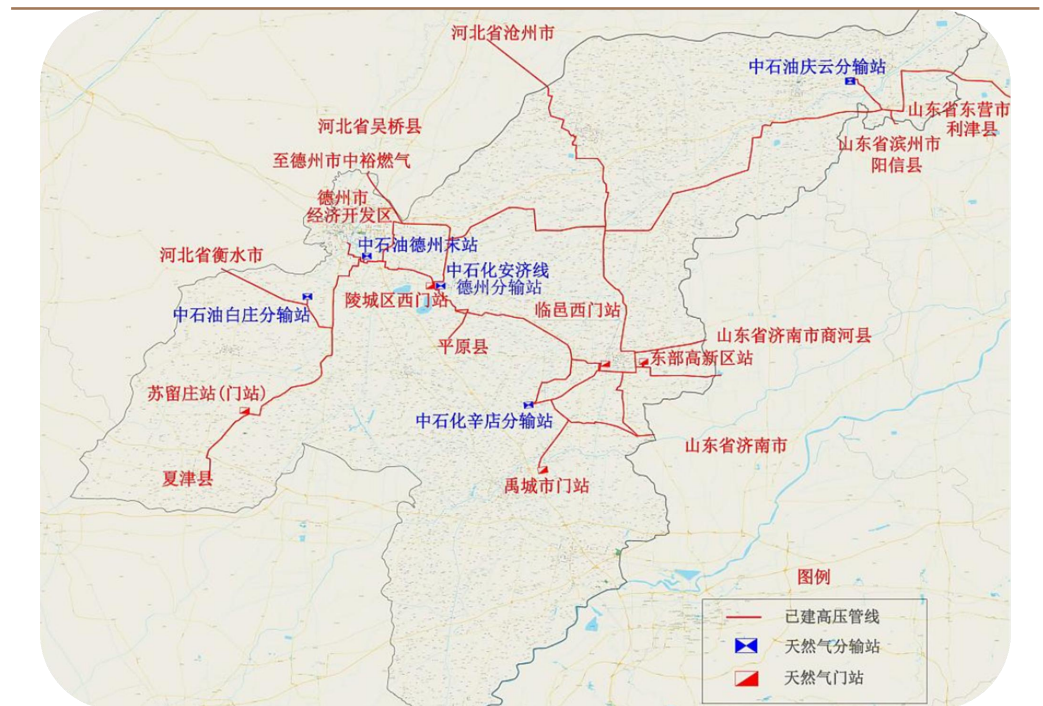 河北省沧州市
中石油庆云分输站
山东省东营市
利津县
河北省吴桥县
山东省滨州市
阳信县
至德州市中裕燃气
德州市
经济开发区
中石油德州末站
河北省衡水市
中石化安济线
德州分输站
陵城区西门站
临邑西门站
中石油白庄分输站
山东省济南市商河县
平原县
东部高新区站
苏留庄站(门站)
中石化辛店分输站
山东省济南市
夏津县
禹城市门站
图例
已建高压管线
天然气分输站
天然气门站